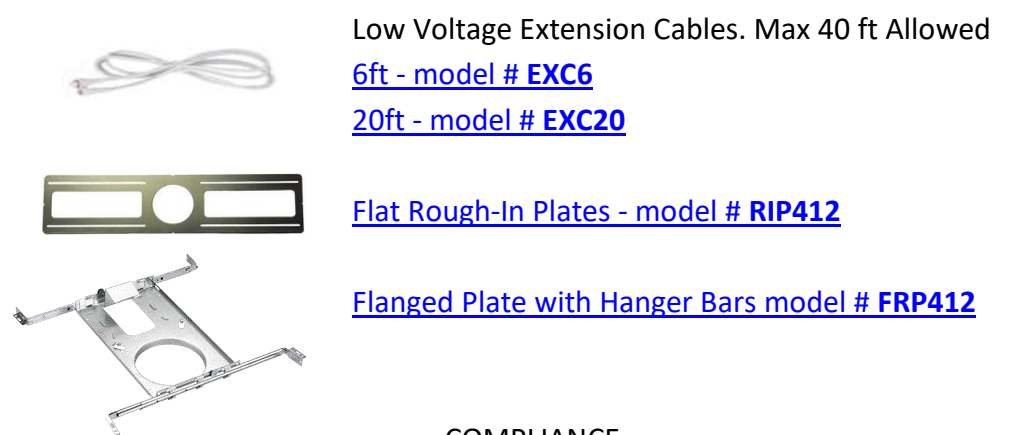 Low Voltage Extension Cables. Max 40 ft Allowed
6ft - model # EXC6
20ft - model # EXC20
Flat Rough-In Plates - model # RIP412
Flanged Plate with Hanger Bars model # FRP412
COMPLIANCE